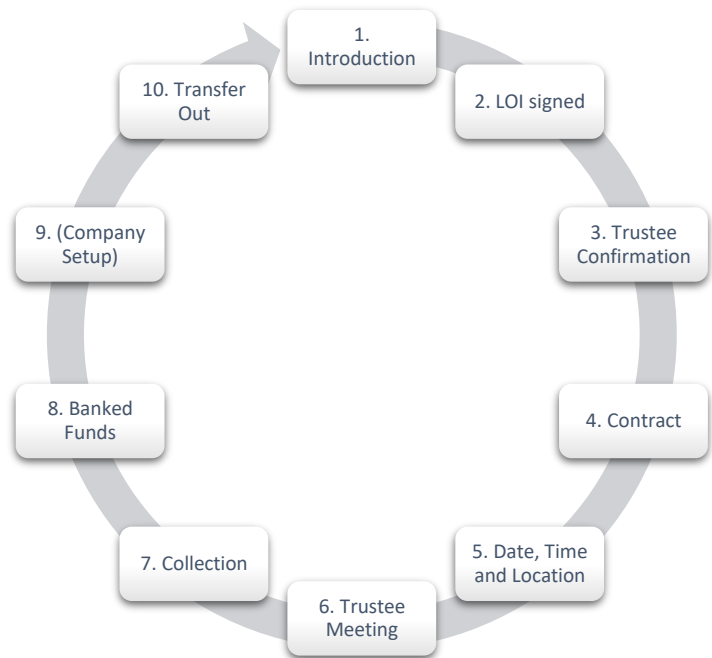 1.
Introduction
2. LOI signed
3. Trustee
Confirmation
4. Contract
5. Date, Time
and Location
6. Trustee
Meeting
7. Collection
8. Banked
Funds
9. (Company
Setup)
10. Transfer
Out